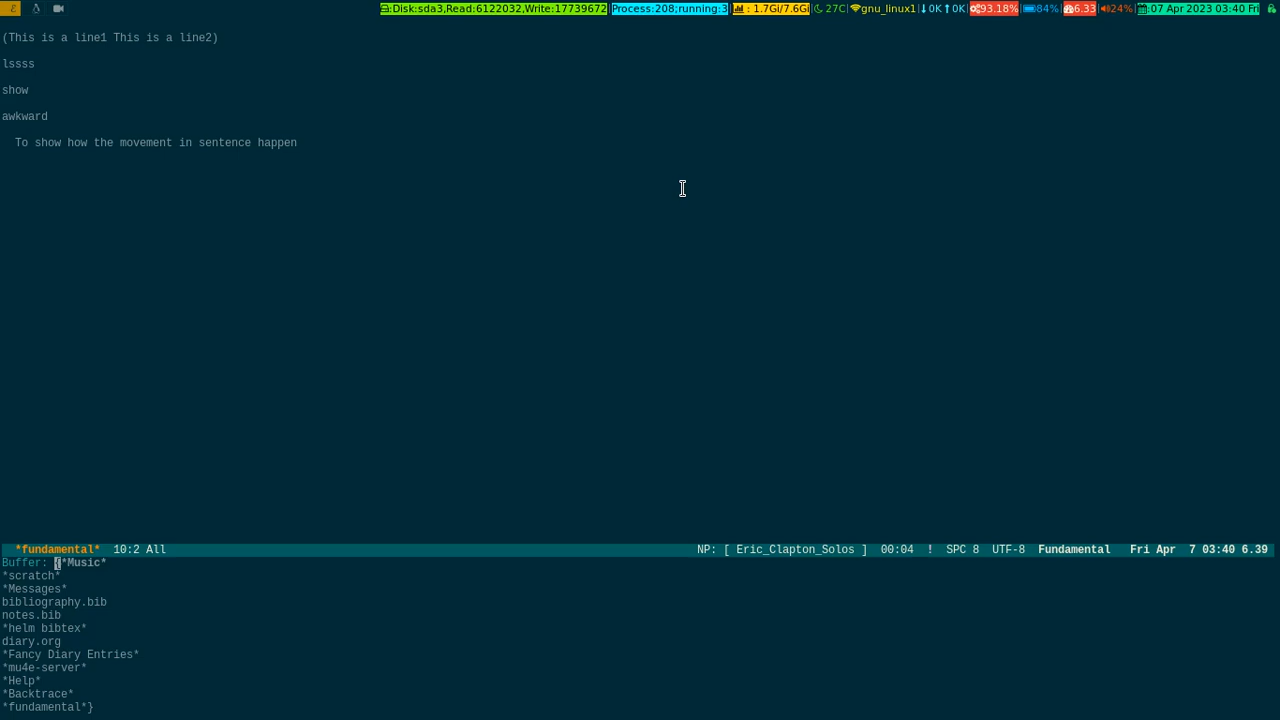 Disk:sda3,Read:6122032,Write:17739672 Process:208;running:3 : 1.7Gi/7.6Gi 27C gnu_linux1 0K 0K 93.18% 84% 6.33 24% :07 Apr 2023 03:40 Fri
(This is a line1 This is a line2)
lssss
show
awkward
To show how the movement in sentence happen
*fundamental* 10:2 All NP: [ Eric_Clapton_Solos ] 00:04 ! SPC 8 UTF-8 Fundamental Fri Apr 7 03:40 6.39
Buffer: {*Music*
*scratch*
*Messages*
bibliography.bib
notes.bib
*helm bibtex*
diary.org
*Fancy Diary Entries*
*mu4e-server*
*Help*
*Backtrace*
*fundamental*}